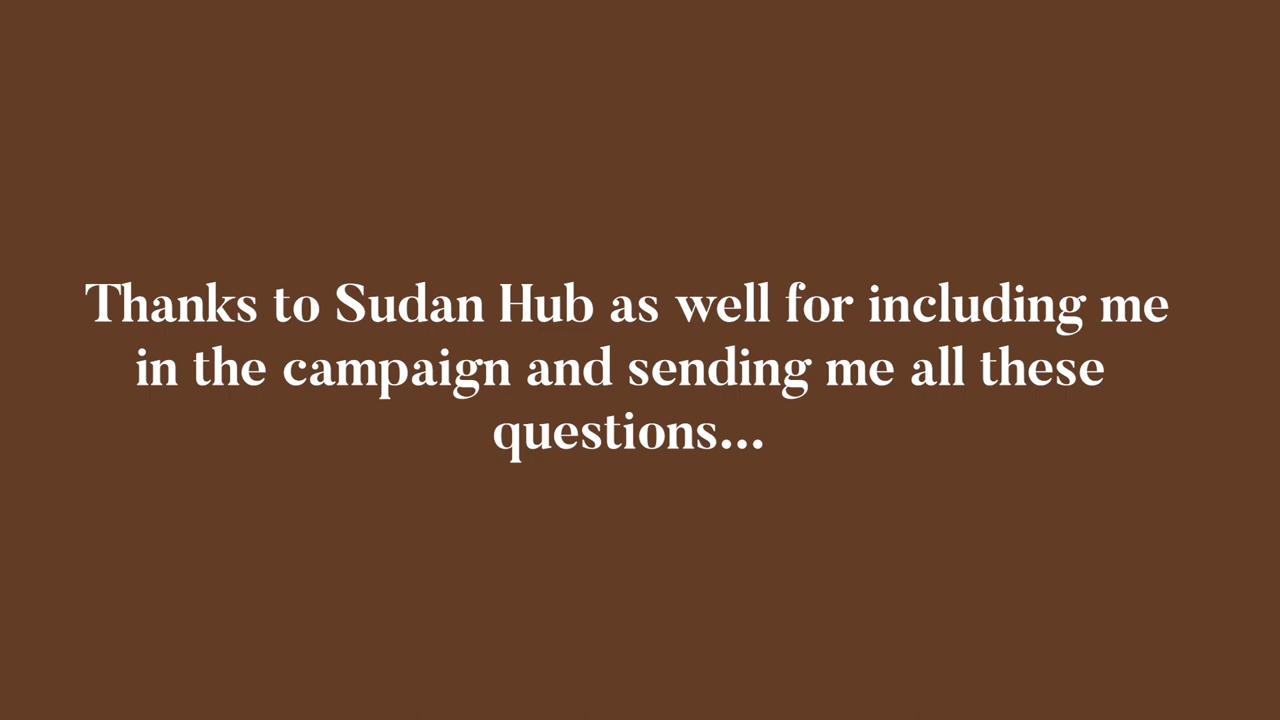 Thanks to Sudan Hub as well for including me
in the campaign and sending me all these
questions...